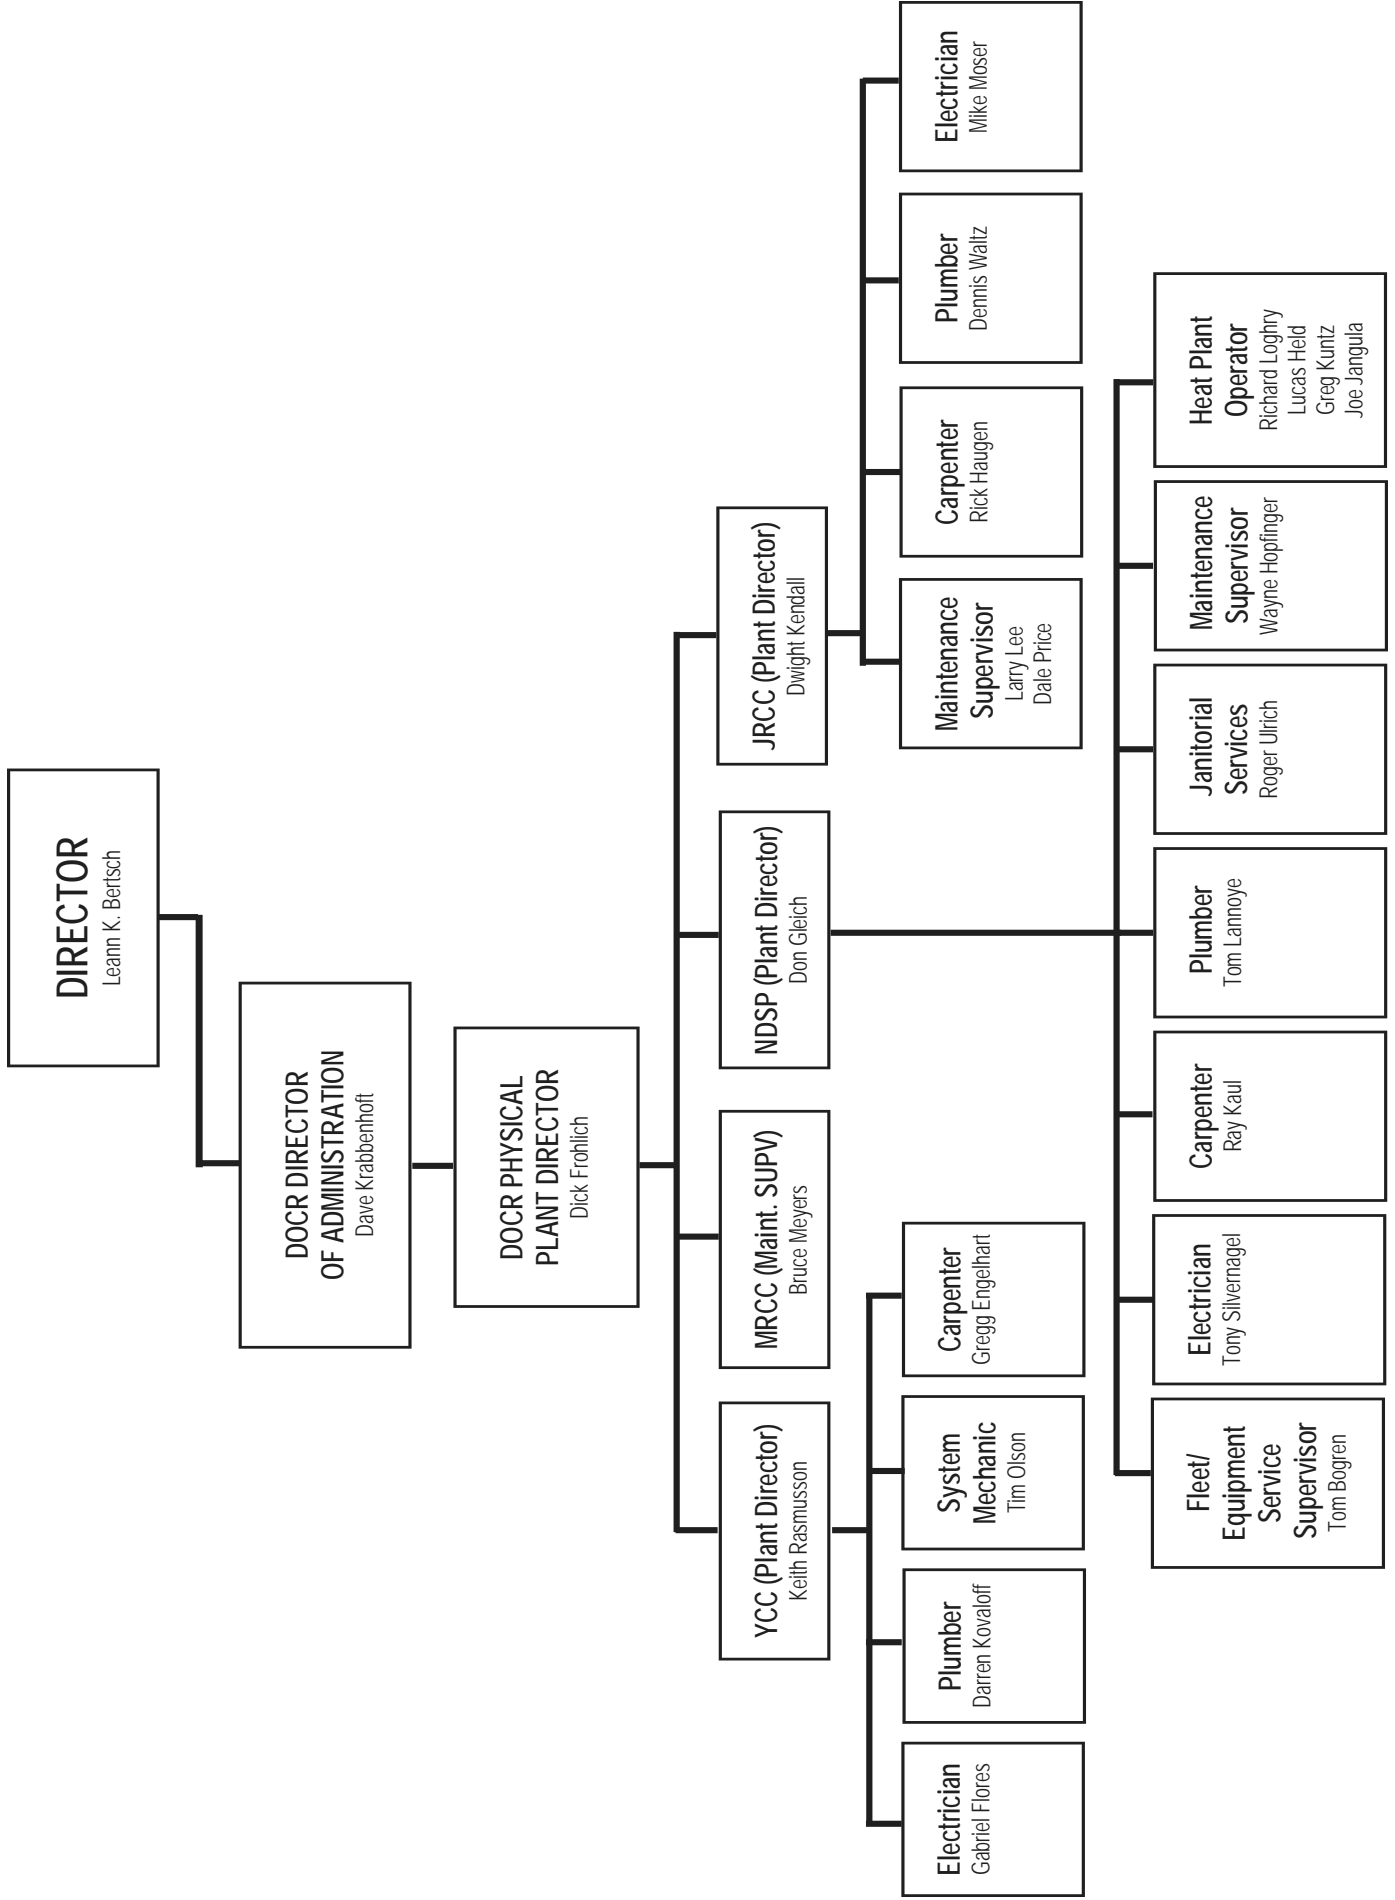 DIRECTOR
Leann K. Bertsch
DOCR DIRECTOR
OF ADMINISTRATION
Dave Krabbenhoft
DOCR PHYSICAL
PLANT DIRECTOR
Dick Frohlich
YCC (Plant Director)
Keith Rasmusson
MRCC (Maint. SUPV)
Bruce Meyers
NDSP (Plant Director)
Don Gleich
JRCC (Plant Director)
Dwight Kendall
Electrician
Gabriel Flores
Plumber
Darren Kovaloff
System
Mechanic
Tim Olson
Carpenter
Gregg Engelhart
Maintenance
Supervisor
Larry Lee
Dale Price
Carpenter
Rick Haugen
Plumber
Dennis Waltz
Electrician
Mike Moser
Fleet/
Equipment
Service
Supervisor
Tom Bogren
Electrician
Tony Silvernagel
Carpenter
Ray Kaul
Plumber
Tom Lannoye
Janitorial
Services
Roger Ulrich
Maintenance
Supervisor
Wayne Hopfinger
Heat Plant
Operator
Richard Loghry
Lucas Held
Greg Kuntz
Joe Jangula